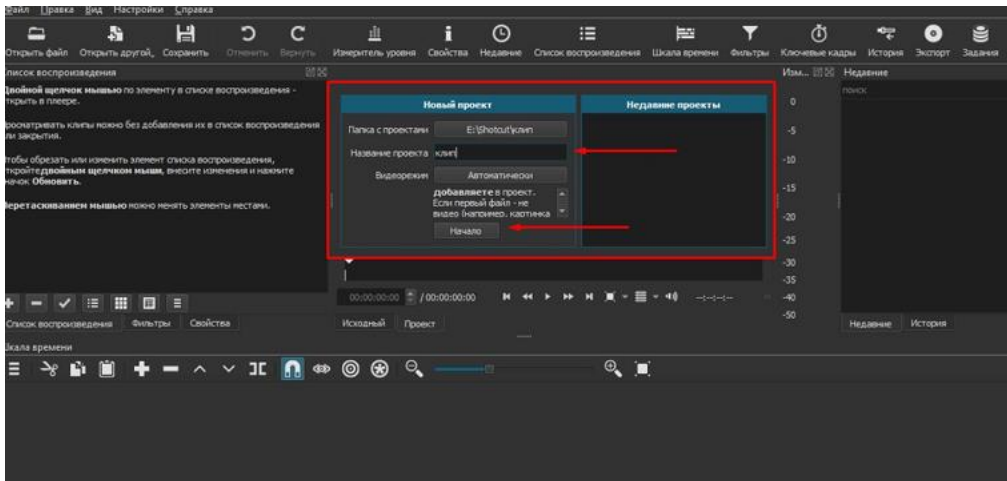 Файл Правка Вид Настройки Справка
Открыть файл Открыть другой... Сохранить Отменить Вернуть Измеритель уровня Свойства Недавние Список воспроизведения Шкала времени Фильтры Ключевые кадры История Экспорт Задания
Список воспроизведения
Двойной щелчок мышью по элементу в списке воспроизведения -
открыть в плеере.
Просматривать клипы можно без добавления их в список воспроизведения
или закрытия.
Чтобы обрезать или изменить элемент списка воспроизведения,
откройте двойным щелчком мыши, внесите изменения и нажмите
значок Обновить.
Перетаскиванием мышью можно менять элементы местами.
Список воспроизведения Фильтры Свойства
Новый проект
Папка с проектами E:\Shotcut\клип
Название проекта клип
Видеорежим Автоматически
добавляете в проект.
Если первый файл - не
видео (например, картинка
Начало
Недавние проекты
00:00:00:00 / 00:00:00:00 --:--:--:--
Исходный Проект
Изм...
0
-5
-10
-15
-20
-25
-30
-35
-40
-50
Недавние
поиск
Недавние История
Шкала времени